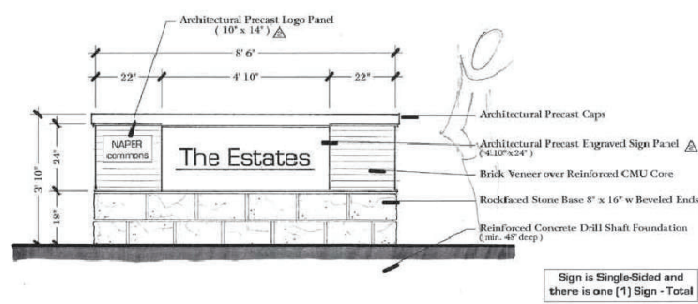 Architectural Precast Logo Panel
( 10" x 14" ) 
8' 6"
22' 4' 10" 22"
Architectural Precast Caps
3' 10"
24"
18"
NAPER
commons
The Estates
Architectural Precast Engraved Sign Panel
(4'.10" x 24" )
Brick Veneer over Reinforced CMU Core
Rockfaced Stone Base 8" x 16" w Beveled Ends
Reinforced Concrete Drill Shaft Foundation
( min. 48" deep )
Sign is Single-Sided and
there is one (1) Sign - Total